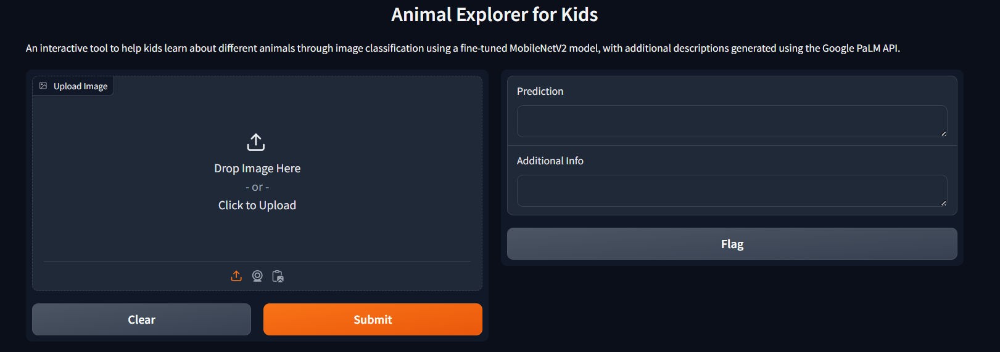 Animal Explorer for Kids
An interactive tool to help kids learn about different animals through image classification using a fine-tuned MobileNetV2 model, with additional descriptions generated using the Google PaLM API.
Upload Image
Drop Image Here
- or -
Click to Upload
Clear
Submit
Prediction
Additional Info
Flag